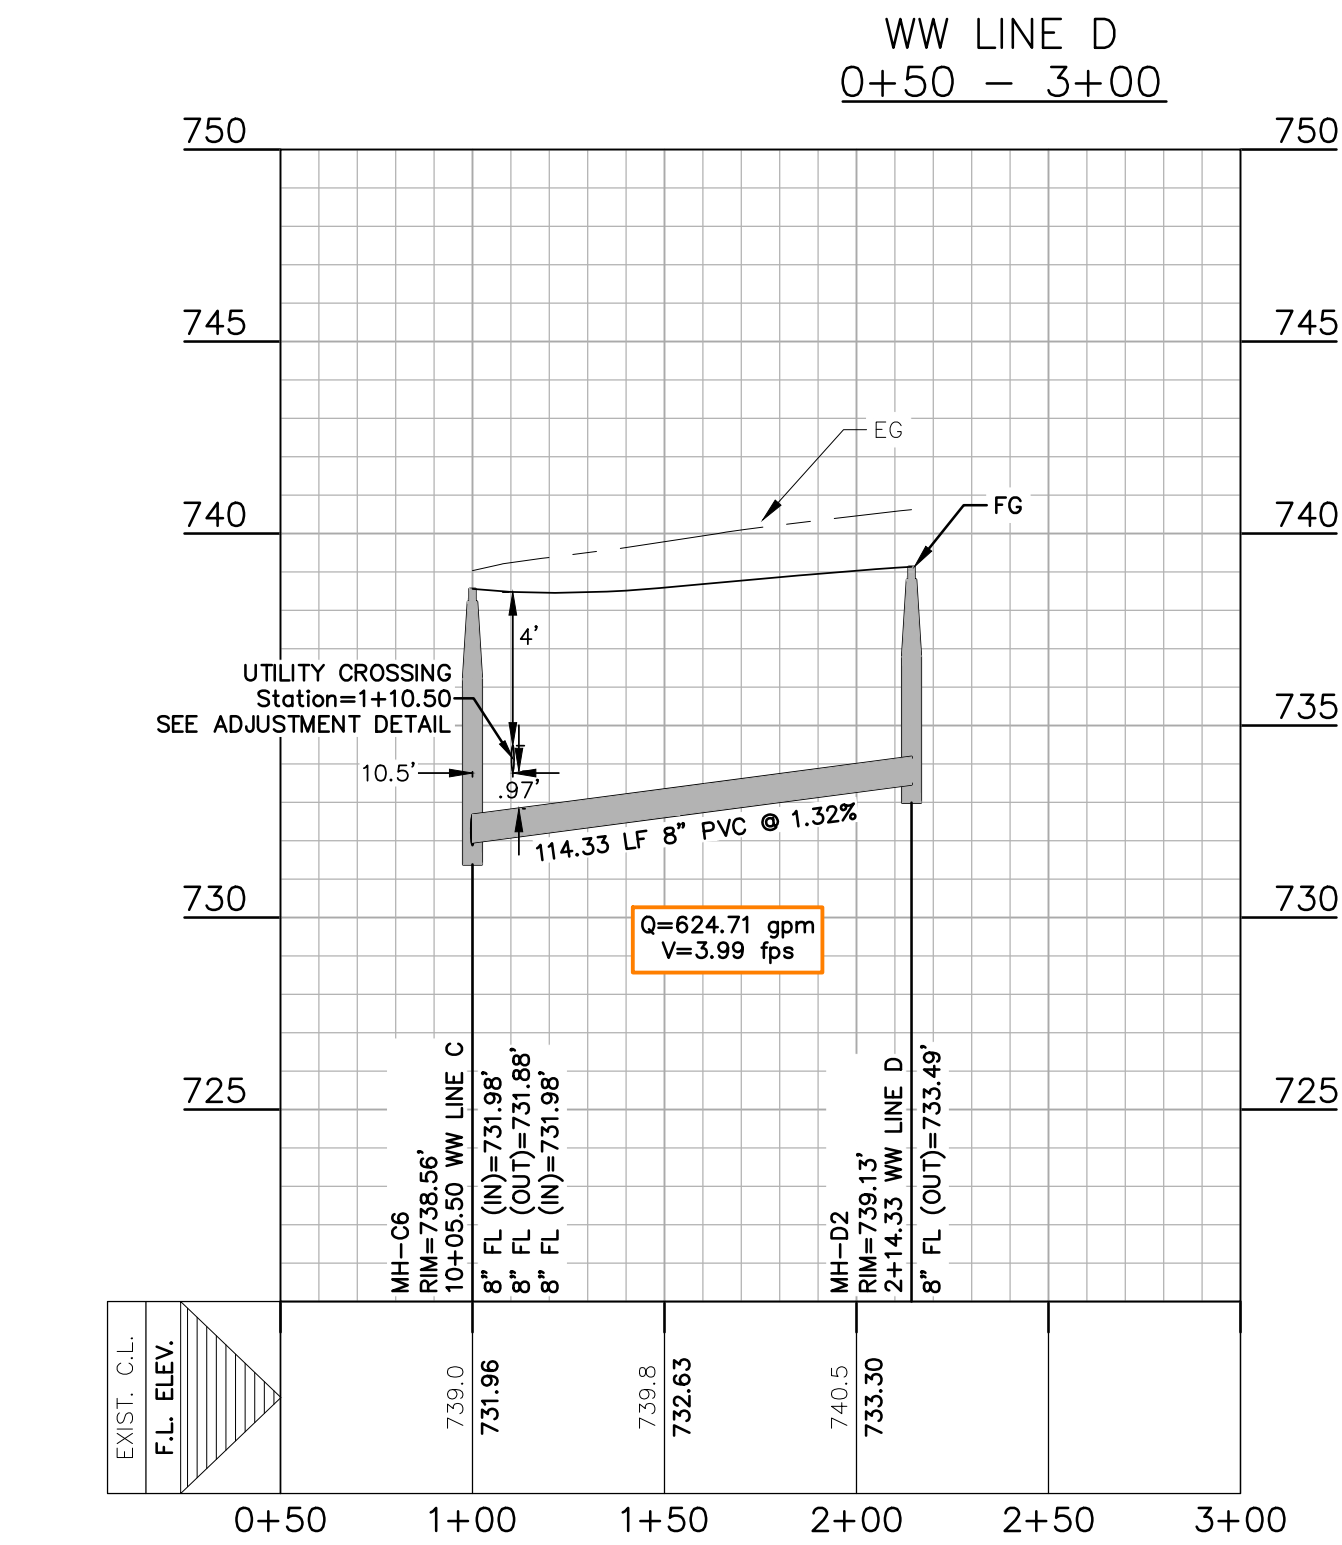 WW LINE D
0+50 - 3+00
750
750
745
745
EG
740
740
FG
4'
UTILITY CROSSING
Station=1+10.50
SEE ADJUSTMENT DETAIL
735
735
10.5'
.97'
114.33 LF 8" PVC @ 1.32%
730
730
Q=624.71 gpm
V=3.99 fps
725
725
MH-C6
RIM=738.56'
10+05.50 WW LINE C
8" FL (IN)=731.98'
8" FL (OUT)=731.88'
8" FL (IN)=731.98'
MH-D2
RIM=739.13'
2+14.33 WW LINE D
8" FL (OUT)=733.49'
EXIST. C.L.
F.L. ELEV.
739.0
731.96
739.8
732.63
740.5
733.30
0+50
1+00
1+50
2+00
2+50
3+00